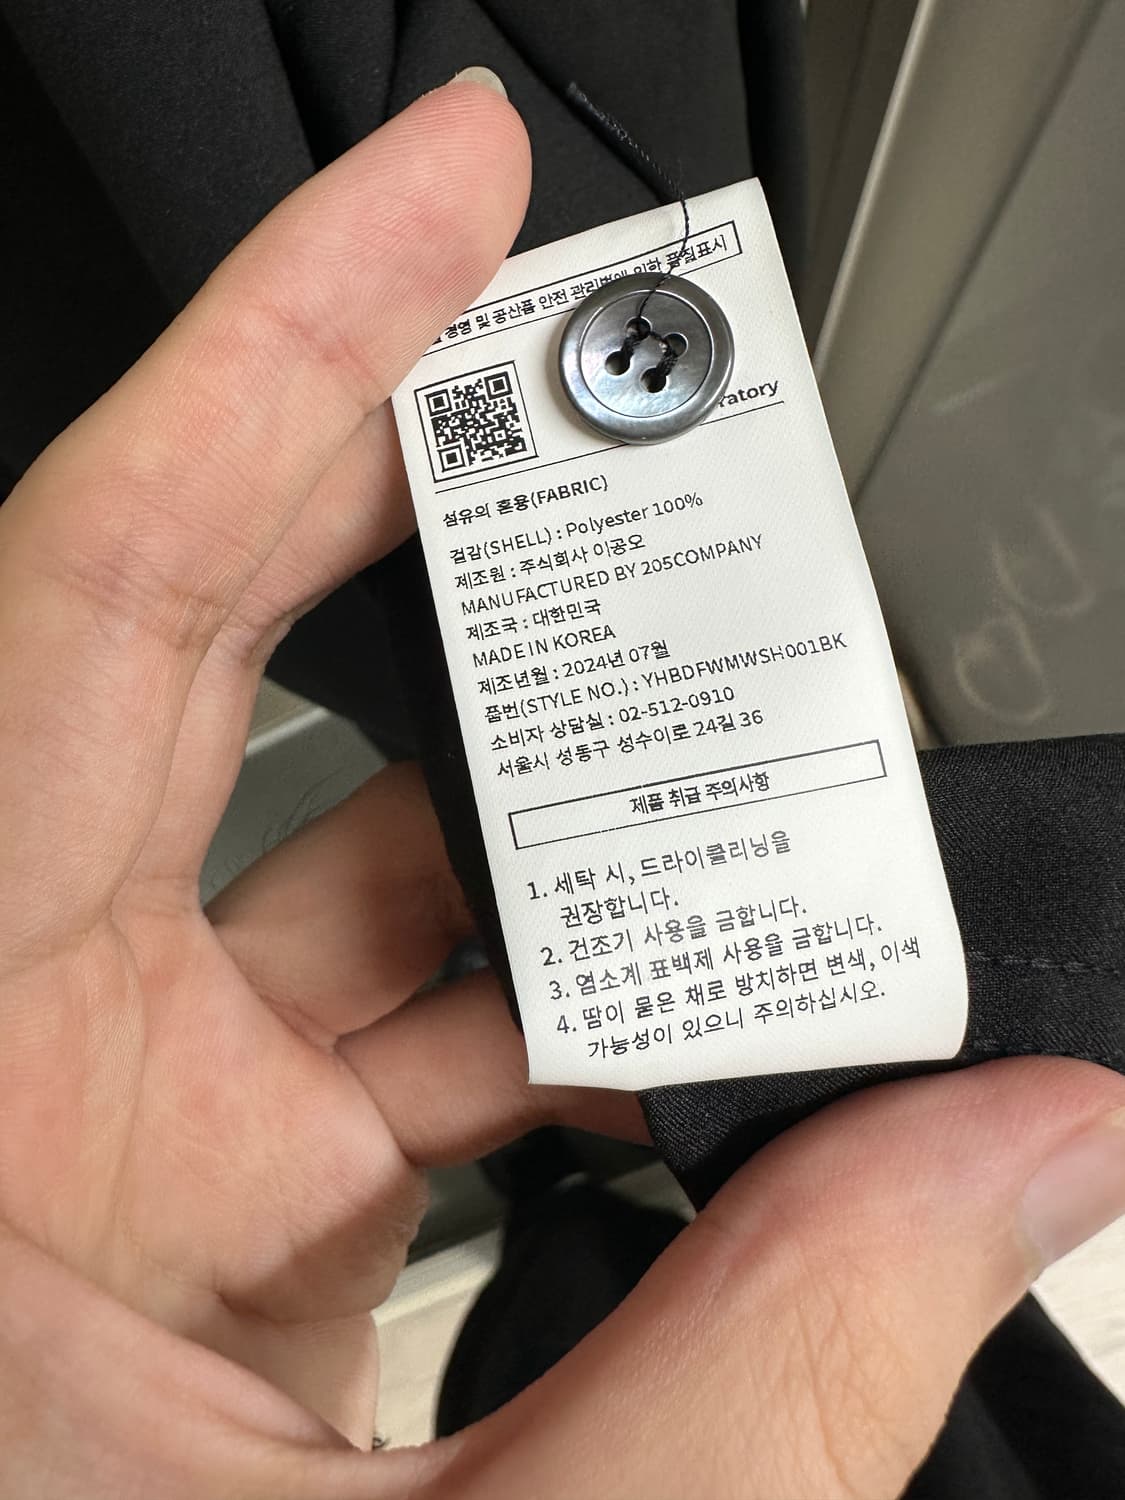 경영 및 공산품 안전 관리법에 의한 품질표시
섬유의 혼용(FABRIC)
겉감(SHELL) : Polyester 100%
제조원 : 주식회사 이공오
MANUFACTURED BY 205COMPANY
제조국 : 대한민국
MADE IN KOREA
제조년월 : 2024년 07월
품번(STYLE NO.) : YHBDFWMWSH001BK
소비자 상담실 : 02-512-0910
서울시 성동구 성수이로 24길 36
제품 취급 주의사항
1. 세탁 시, 드라이클리닝을
권장합니다.
2. 건조기 사용을 금합니다.
3. 염소계 표백제 사용을 금합니다.
4. 땀이 묻은 채로 방치하면 변색, 이색
가능성이 있으니 주의하십시오.